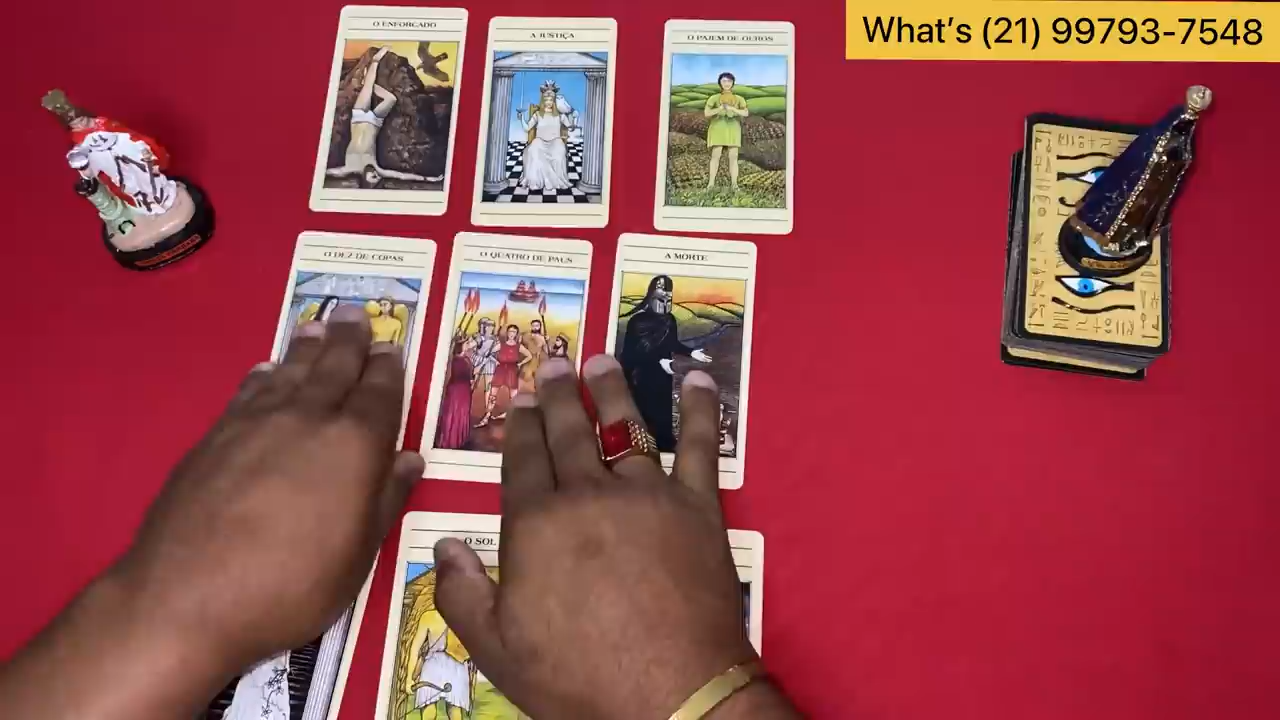 What's (21) 99793-7548
O ENFORCADO
A JUSTIÇA
O PAJEM DE OUROS
O DEZ DE COPAS
O QUATRO DE PAUS
A MORTE
O SOL